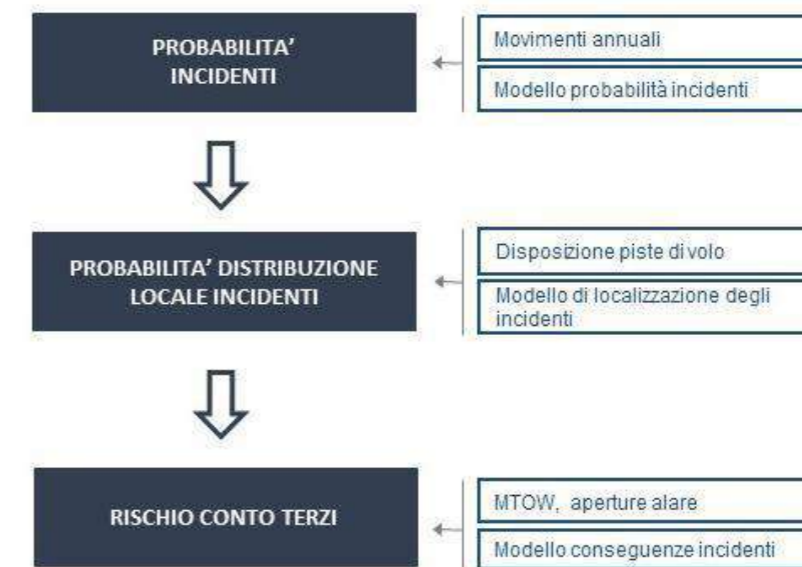 PROBABILITA'
INCIDENTI
Movimenti annuali
Modello probabilità incidenti
PROBABILITA' DISTRIBUZIONE
LOCALE INCIDENTI
Disposizione piste di volo
Modello di localizzazione degli
incidenti
RISCHIO CONTO TERZI
MTOW, aperture alare
Modello conseguenze incidenti